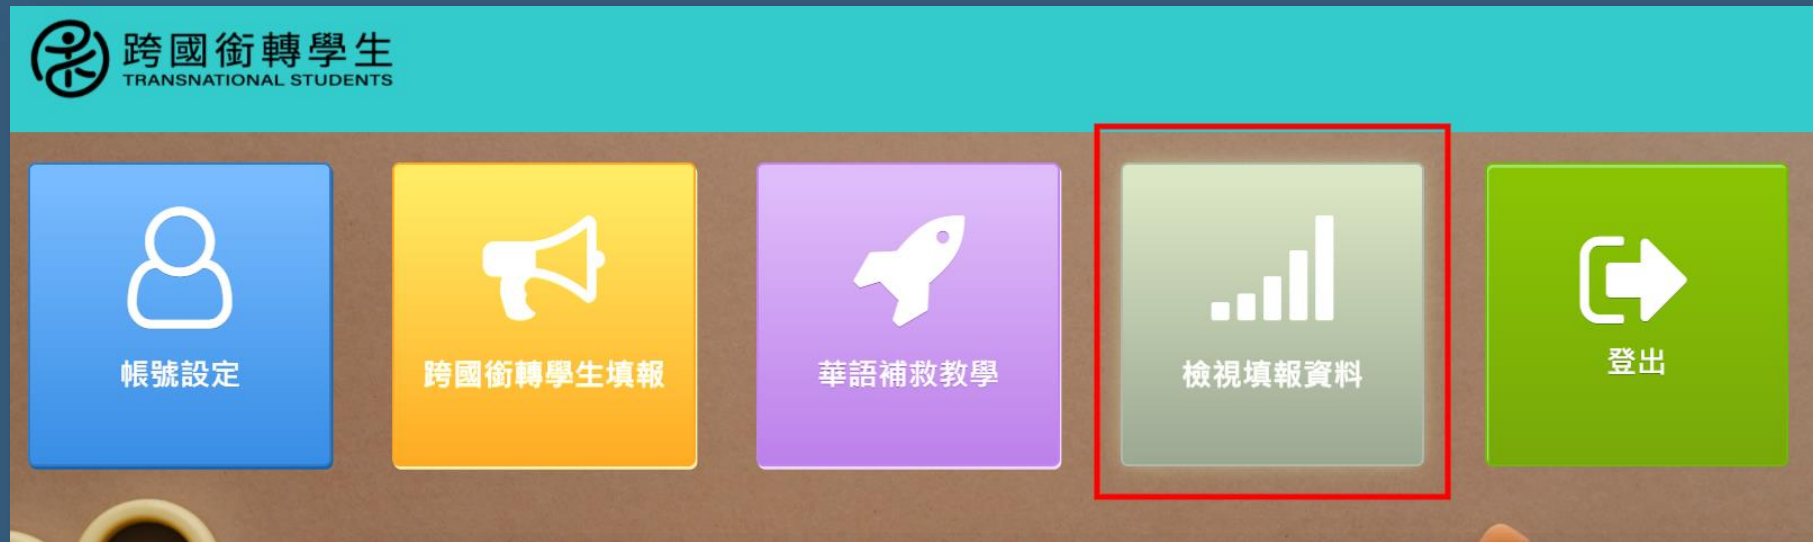 跨國銜轉學生
TRANSNATIONAL STUDENTS
帳號設定
跨國銜轉學生填報
華語補救教學
檢視填報資料
登出